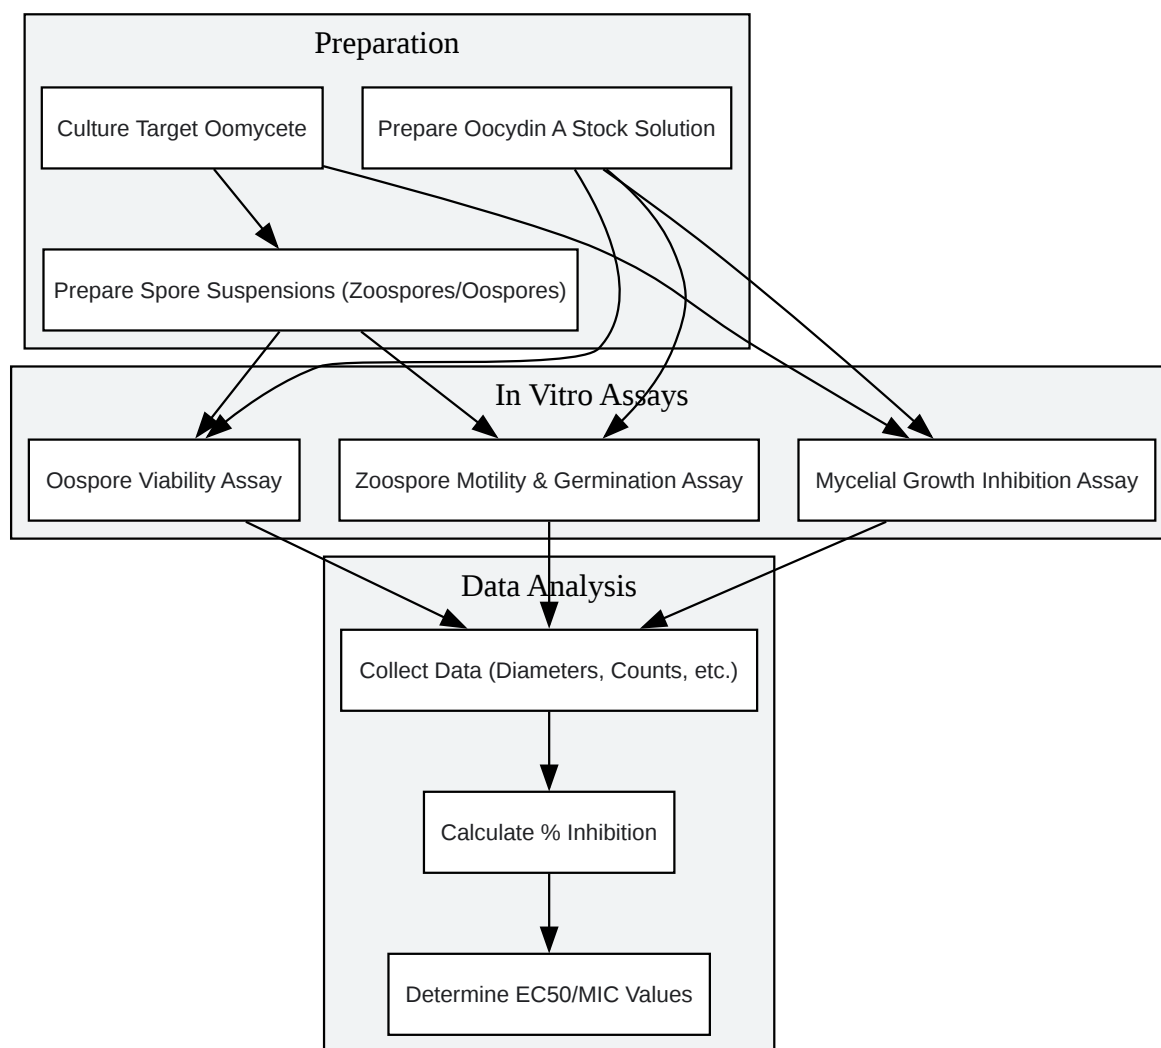 Preparation
Culture Target Oomycete
Prepare Oocydin A Stock Solution
Prepare Spore Suspensions (Zoospores/Oospores)
In Vitro Assays
Oospore Viability Assay
Zoospore Motility & Germination Assay
Mycelial Growth Inhibition Assay
Data Analysis
Collect Data (Diameters, Counts, etc.)
Calculate % Inhibition
Determine EC50/MIC Values